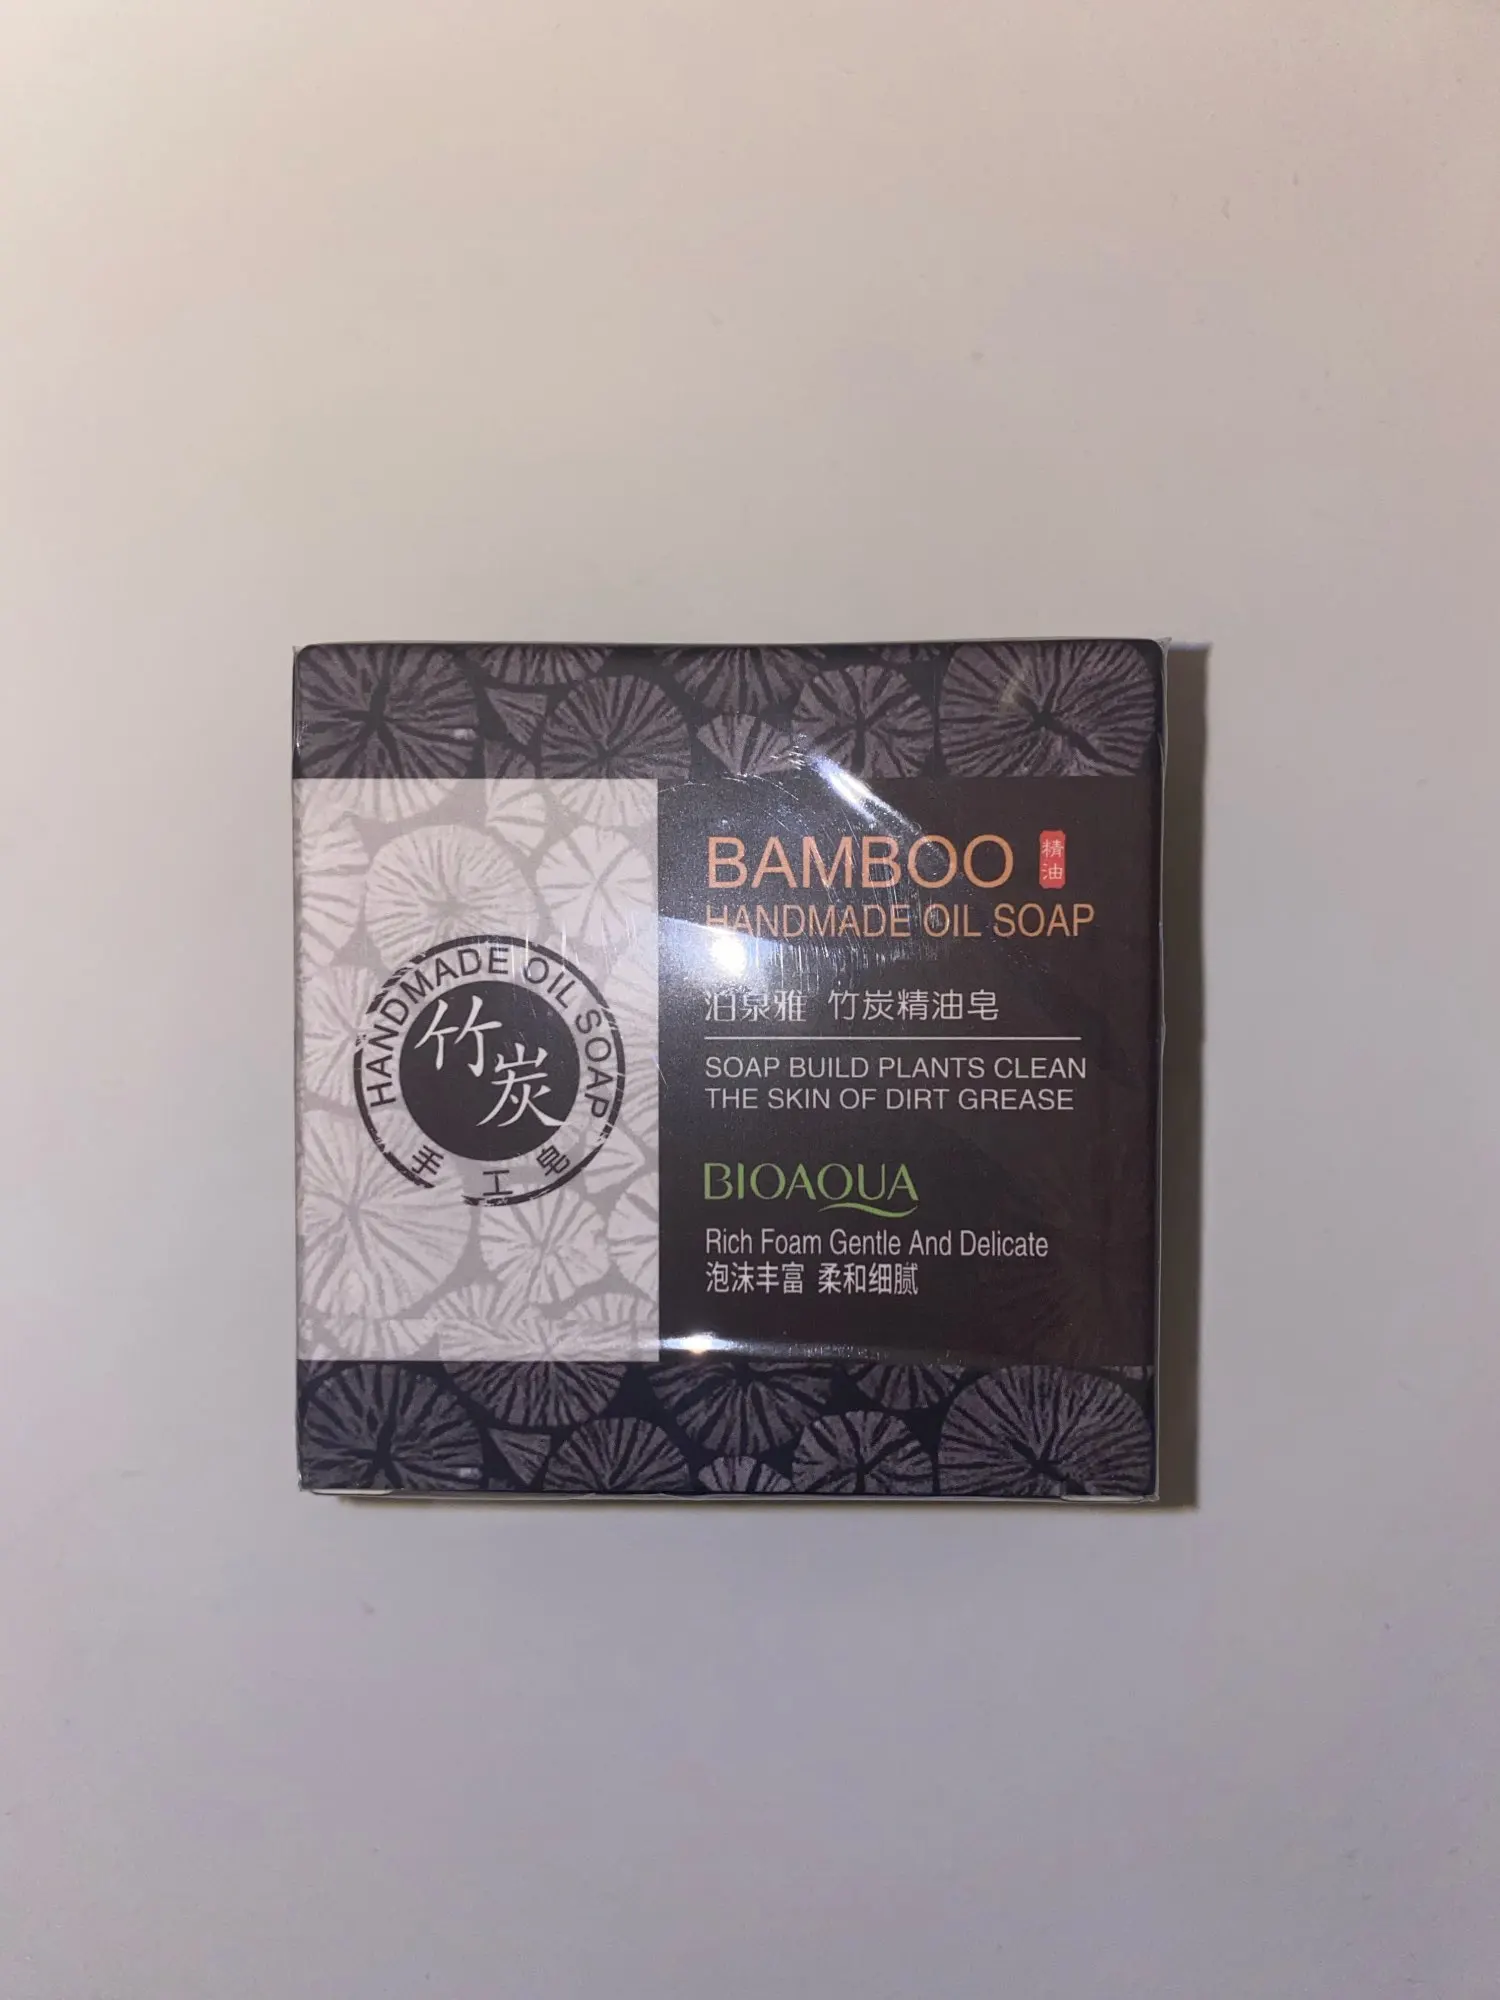 HANDMADE OIL SOAP
竹炭
手工皂
BAMBOO 精油
HANDMADE OIL SOAP
泊泉雅 竹炭精油皂
SOAP BUILD PLANTS CLEAN
THE SKIN OF DIRT GREASE
BIOAQUA
Rich Foam Gentle And Delicate
泡沫丰富 柔和细腻